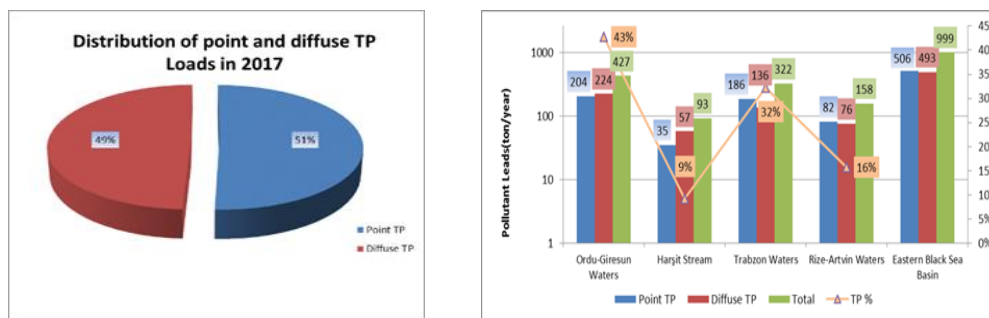 Distribution of point and diffuse TP
Loads in 2017
49%
51%
Point TP
Diffuse TP
Pollutant Leads(ton/year)
1000
100
10
1
45%
40
35
30
25
20
15
10
5%
0%
43%
204
224
427
35
57
93
9%
186
136
322
32%
82
76
158
16%
506
493
999
Ordu-Giresun
Waters
Harşit Stream
Trabzon Waters
Rize-Artvin Waters
Eastern Black Sea
Basin
Point TP
Diffuse TP
Total
TP %